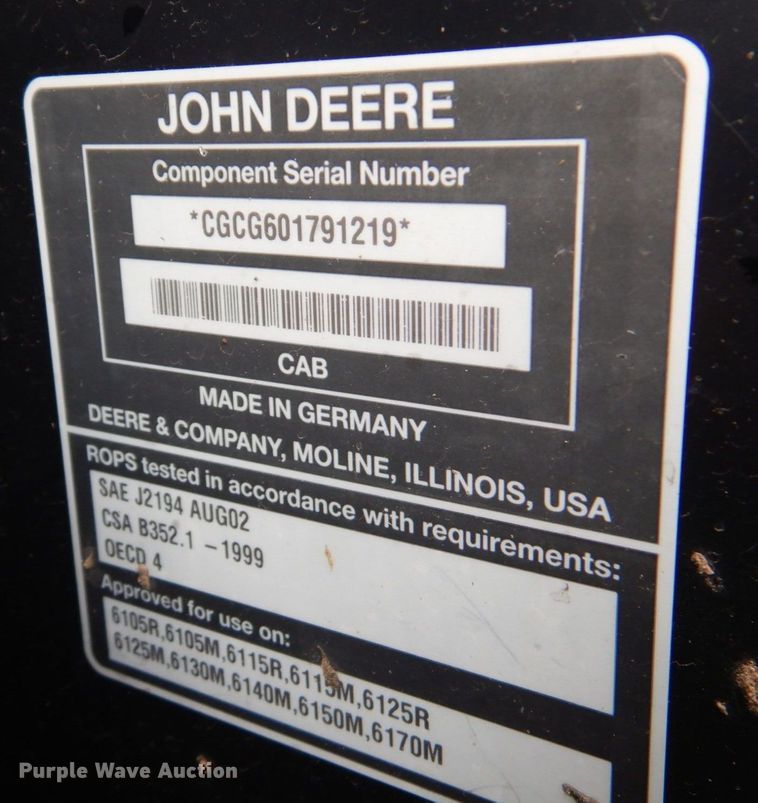 JOHN DEERE
Component Serial Number
*CGCG601791219*
CAB
MADE IN GERMANY
DEERE & COMPANY, MOLINE, ILLINOIS, USA
ROPS tested in accordance with requirements:
SAE J2194 AUG02
CSA B352.1 -1999
OECD 4
Approved for use on:
6105R,6105M,6115R,6115M,6125R
6125M,6130M,6140M,6150M,6170M
Purple Wave Auction